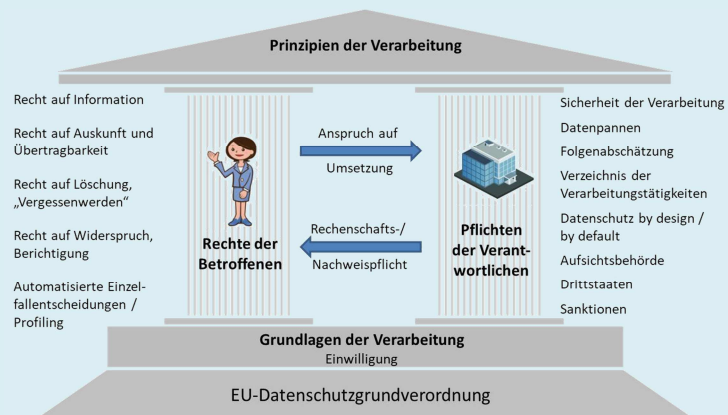 Prinzipien der Verarbeitung
Recht auf Information
Recht auf Auskunft und
Übertragbarkeit
Recht auf Löschung,
„Vergessenwerden“
Recht auf Widerspruch,
Berichtigung
Automatisierte Einzel-
fallentscheidungen /
Profiling
Rechte der
Betroffenen
Anspruch auf
Umsetzung
Rechenschafts-/
Nachweispflicht
Pflichten
der Verant-
wortlichen
Sicherheit der Verarbeitung
Datenpannen
Folgenabschätzung
Verzeichnis der
Verarbeitungstätigkeiten
Datenschutz by design /
by default
Aufsichtsbehörde
Drittstaaten
Sanktionen
Grundlagen der Verarbeitung
Einwilligung
EU-Datenschutzgrundverordnung